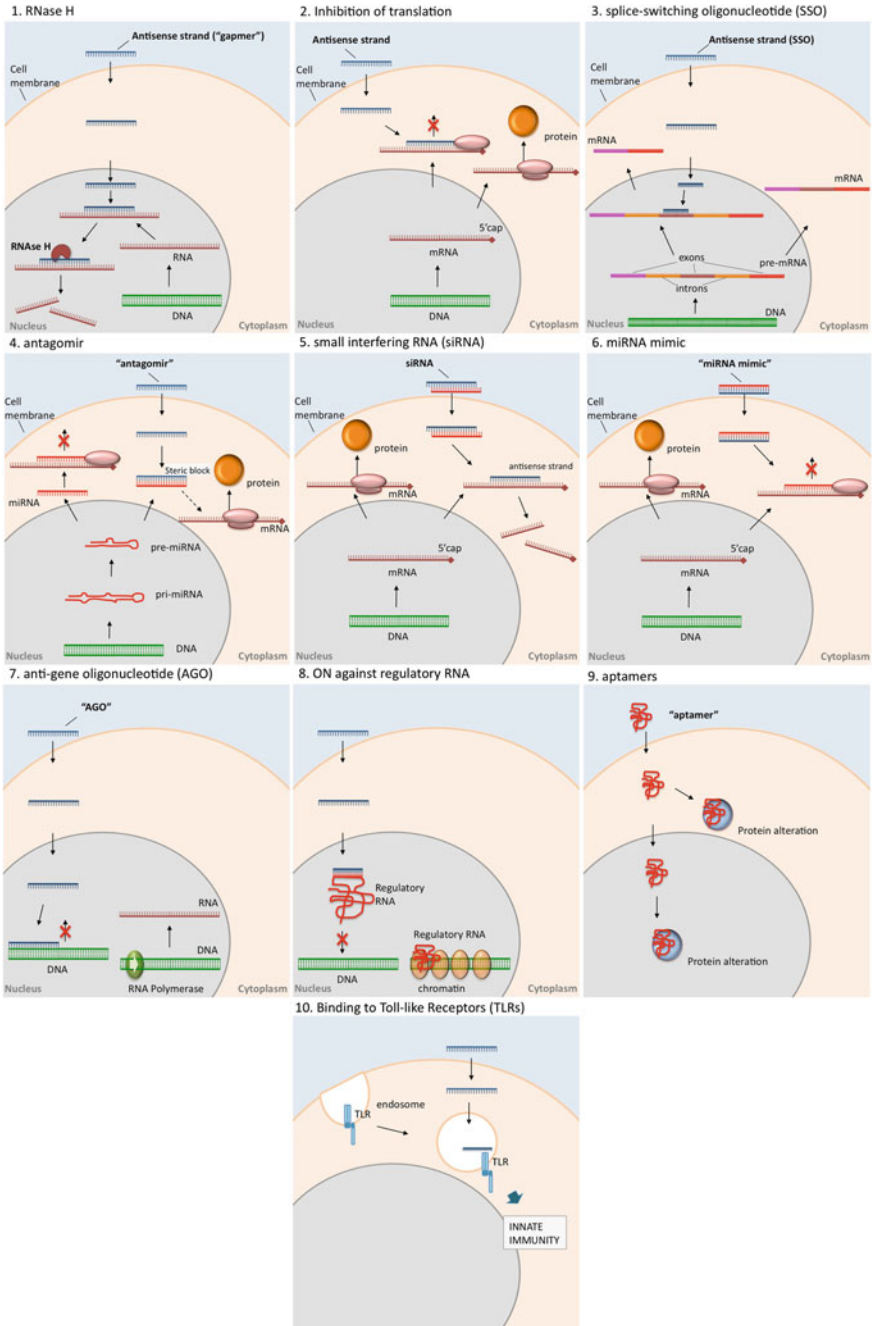 1. RNase H
Antisense strand ("gapmer")
Cell
membrane
RNAse H
RNA
DNA
Nucleus
Cytoplasm
2. Inhibition of translation
Antisense strand
Cell
membrane
protein
5'cap
mRNA
DNA
Nucleus
Cytoplasm
3. splice-switching oligonucleotide (SSO)
Antisense strand (SSO)
Cell
membrane
mRNA
mRNA
exons
pre-mRNA
introns
DNA
Nucleus
Cytoplasm
4. antagomir
"antagomir"
Cell
membrane
Steric block
protein
miRNA
mRNA
pre-miRNA
pri-miRNA
DNA
Nucleus
Cytoplasm
5. small interfering RNA (siRNA)
siRNA
Cell
membrane
protein
antisense strand
mRNA
5'cap
mRNA
DNA
Nucleus
Cytoplasm
6. miRNA mimic
"miRNA mimic"
Cell
membrane
protein
mRNA
5'cap
mRNA
DNA
Nucleus
Cytoplasm
7. anti-gene oligonucleotide (AGO)
"AGO"
RNA
DNA
DNA
RNA Polymerase
Nucleus
Cytoplasm
8. ON against regulatory RNA
Regulatory
RNA
Regulatory RNA
DNA
chromatin
Nucleus
Cytoplasm
9. aptamers
"aptamer"
Protein alteration
Protein alteration
10. Binding to Toll-like Receptors (TLRs)
endosome
TLR
TLR
INNATE
IMMUNITY